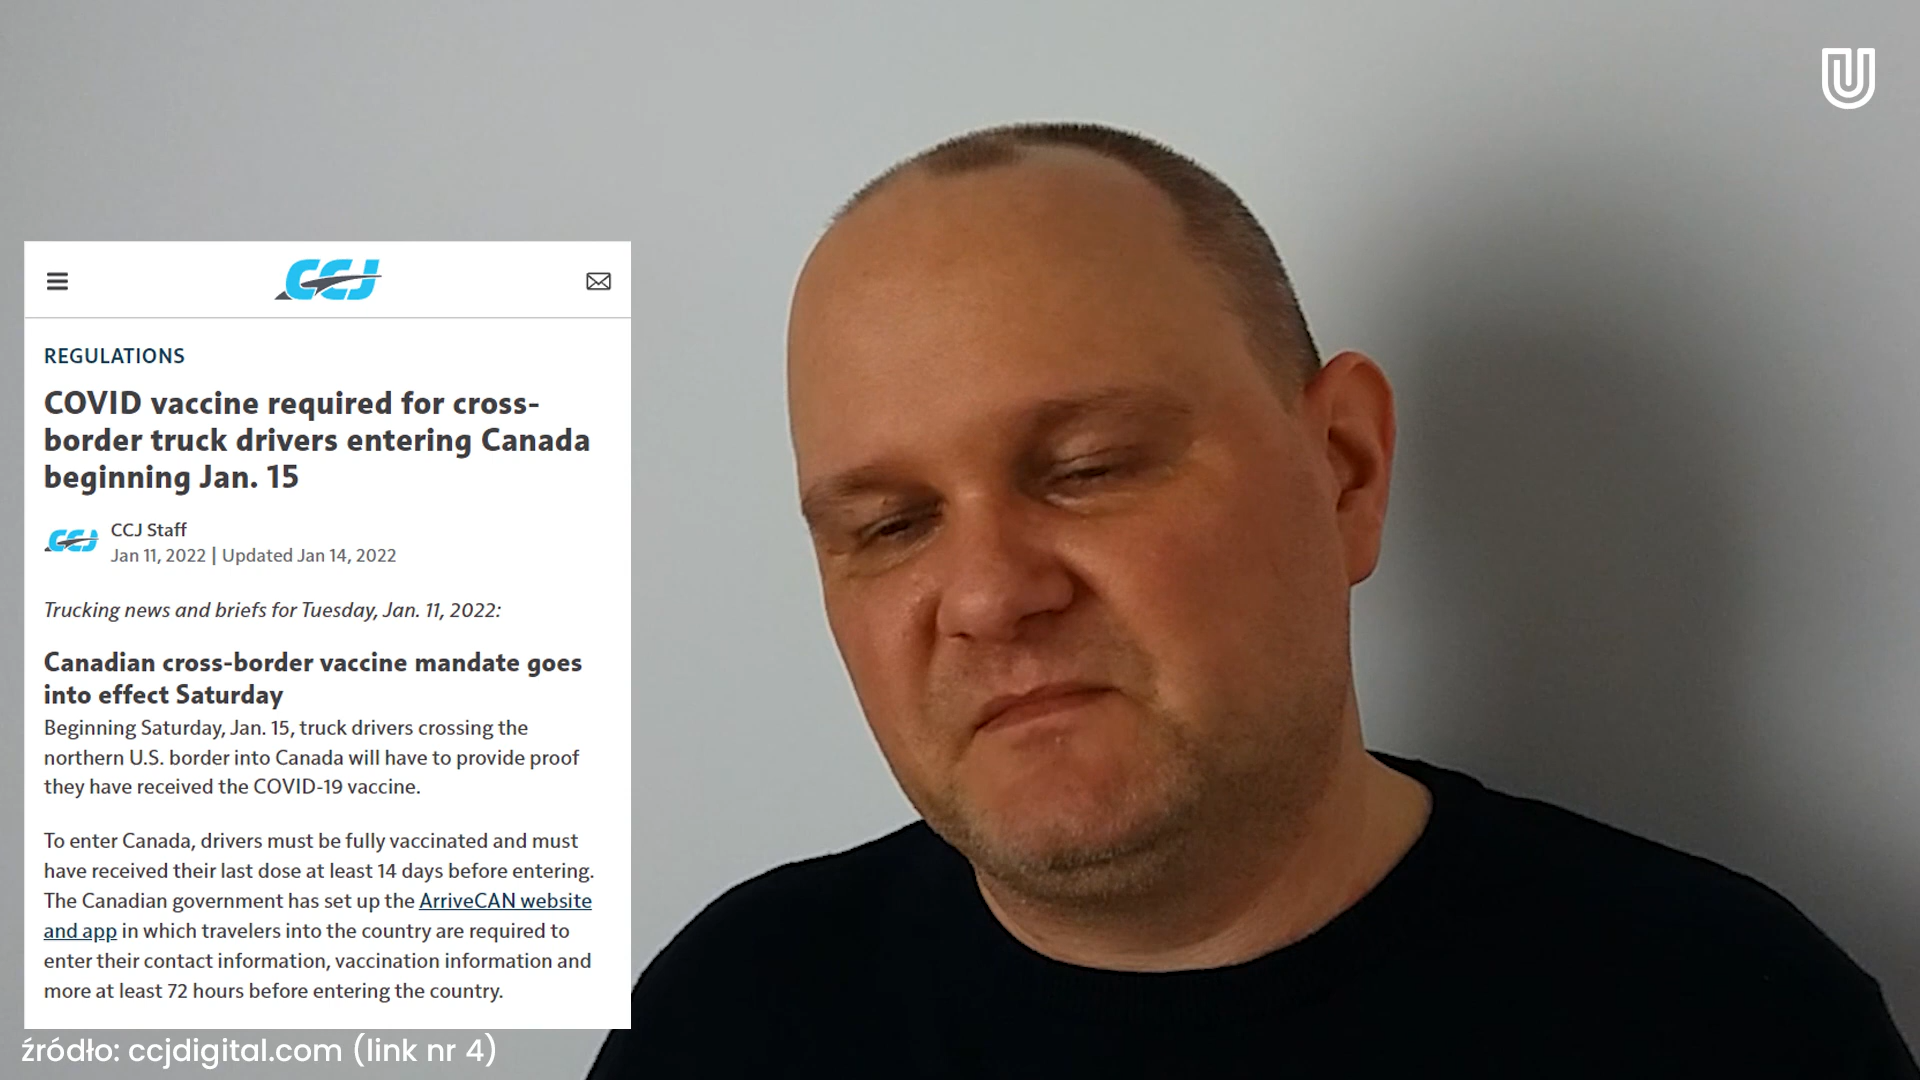 CCJ
REGULATIONS
COVID vaccine required for cross-
border truck drivers entering Canada
beginning Jan. 15
CCJ
CCJ Staff
Jan 11, 2022 | Updated Jan 14, 2022
Trucking news and briefs for Tuesday, Jan. 11, 2022:
Canadian cross-border vaccine mandate goes
into effect Saturday
Beginning Saturday, Jan. 15, truck drivers crossing the
northern U.S. border into Canada will have to provide proof
they have received the COVID-19 vaccine.
To enter Canada, drivers must be fully vaccinated and must
have received their last dose at least 14 days before entering.
The Canadian government has set up the ArriveCAN website
and app in which travelers into the country are required to
enter their contact information, vaccination information and
more at least 72 hours before entering the country.
źródło: ccjdigital.com (link nr 4)